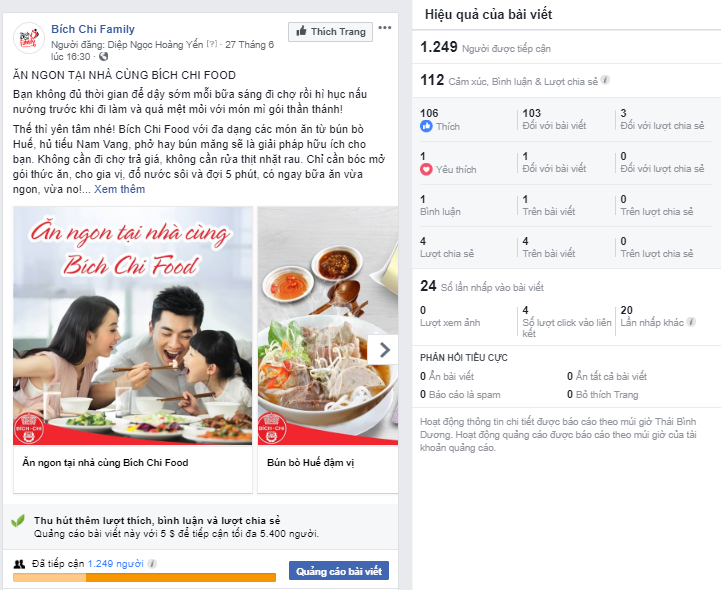 Bích Chi Family
Người đăng: Diệp Ngọc Hoàng Yến [?] · 27 Tháng 6
lúc 16:30 ·
Thích Trang
ĂN NGON TẠI NHÀ CÙNG BÍCH CHI FOOD
Bạn không đủ thời gian để dậy sớm mỗi bữa sáng đi chợ rồi hì hục nấu
nướng trước khi đi làm và quá mệt mỏi với món mì gói thần thánh!
Thế thì yên tâm nhé! Bích Chi Food với đa dạng các món ăn từ bún bò
Huế, hủ tiếu Nam Vang, phở hay bún măng sẽ là giải pháp hữu ích cho
bạn. Không cần đi chợ trả giá, không cần rửa thịt nhặt rau. Chỉ cần bóc mở
gói thức ăn, cho gia vị, đổ nước sôi và đợi 5 phút, có ngay bữa ăn vừa
ngon, vừa no!... Xem thêm
Ăn ngon tại nhà cùng
Bích Chi Food
BÍCH-CHI
BÍCH-CHI
Ăn ngon tại nhà cùng Bích Chi Food
Bún bò Huế đậm vị
Thu hút thêm lượt thích, bình luận và lượt chia sẻ
Quảng cáo bài viết này với 5 $ để tiếp cận tối đa 5.400 người.
Đã tiếp cận 1.249 người
Quảng cáo bài viết
Hiệu quả của bài viết
1.249 Người được tiếp cận
112 Cảm xúc, Bình luận & Lượt chia sẻ
106 103 3
Thích Đối với bài viết Đối với lượt chia sẻ
1 1 0
Yêu thích Đối với bài viết Đối với lượt chia sẻ
1 1 0
Bình luận Trên bài viết Trên lượt chia sẻ
4 4 0
Lượt chia sẻ Trên bài viết Trên lượt chia sẻ
24 Số lần nhấp vào bài viết
0 4 20
Lượt xem ảnh Số lượt click vào liên Lần nhấp khác
kết
PHẢN HỒI TIÊU CỰC
0 Ẩn bài viết 0 Ẩn tất cả bài viết
0 Báo cáo là spam 0 Bỏ thích Trang
Hoạt động thông tin chi tiết được báo cáo theo múi giờ Thái Bình
Dương. Hoạt động quảng cáo được báo cáo theo múi giờ của tài
khoản quảng cáo.